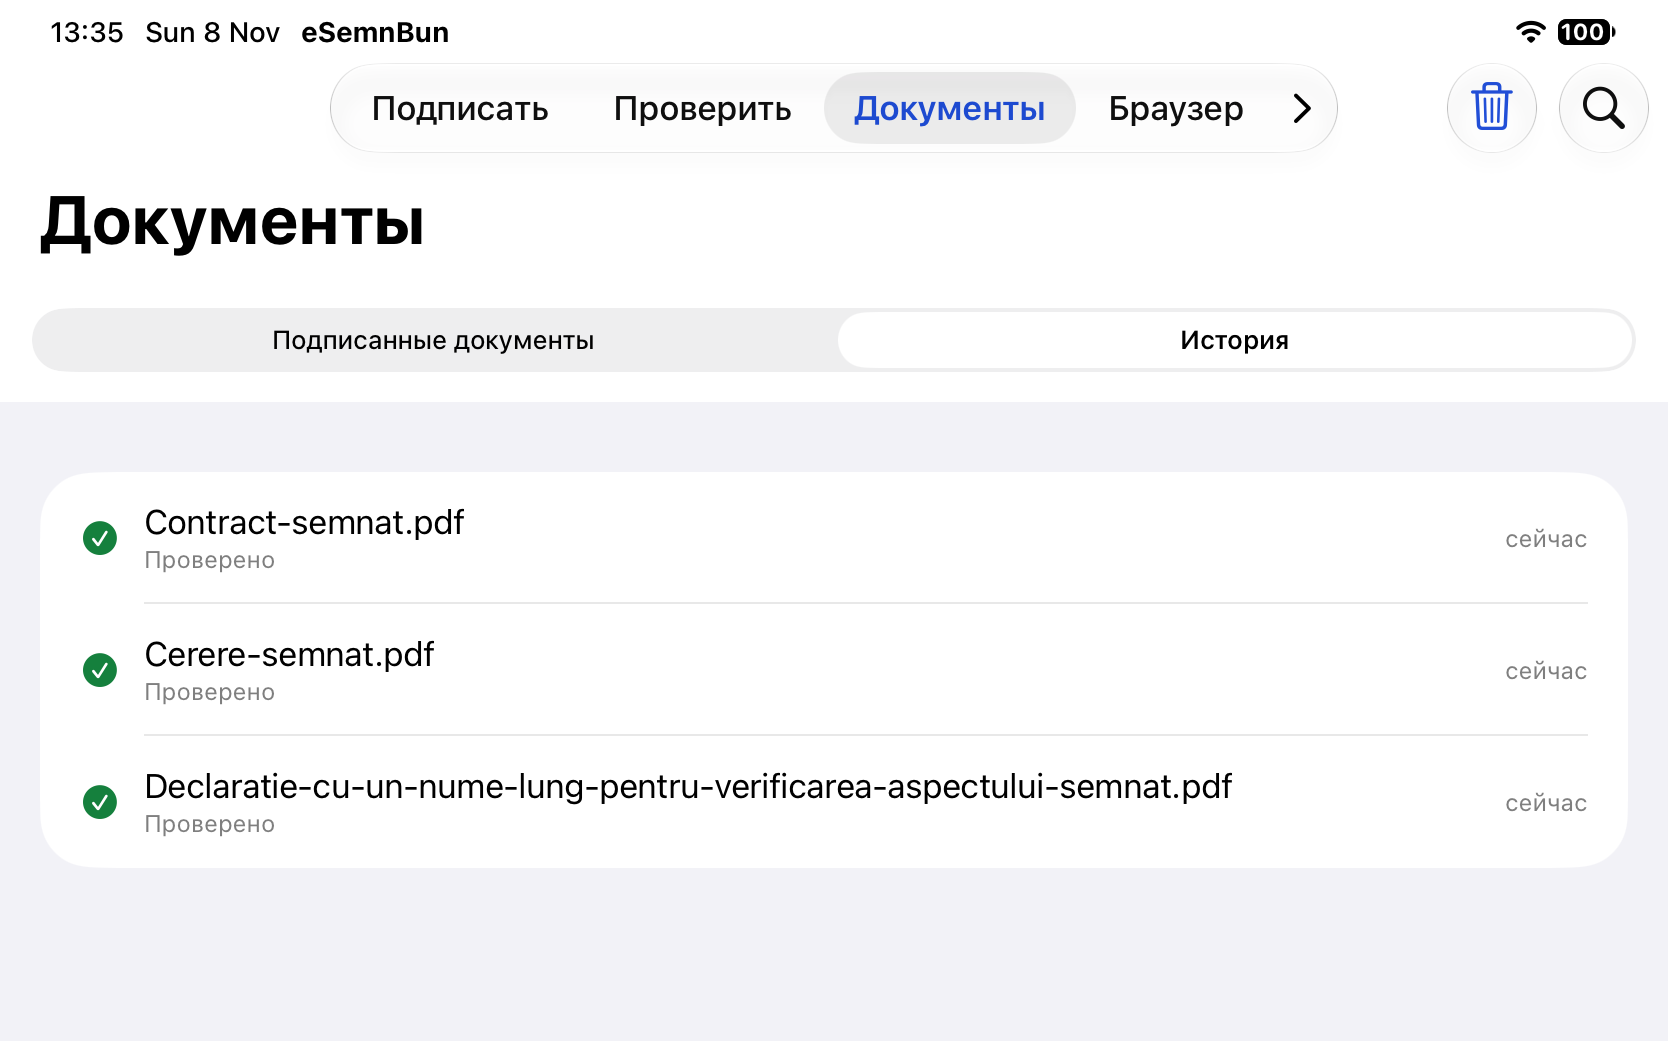 13:35 Sun 8 Nov eSemnBun
100
Подписать Проверить Документы Браузер
Документы
Подписанные документы История
Contract-semnat.pdf
Проверено
сейчас
Cerere-semnat.pdf
Проверено
сейчас
Declaratie-cu-un-nume-lung-pentru-verificarea-aspectului-semnat.pdf
Проверено
сейчас